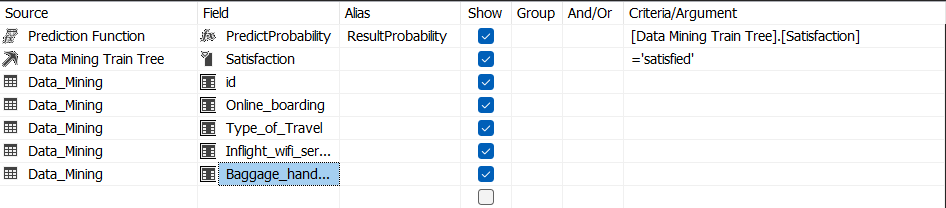 Source Field Alias Show Group And/Or Criteria/Argument
Prediction Function PredictProbability ResultProbability [Data Mining Train Tree].[Satisfaction]
Data Mining Train Tree Satisfaction ='satisfied'
Data_Mining id
Data_Mining Online_boarding
Data_Mining Type_of_Travel
Data_Mining Inflight_wifi_ser...
Data_Mining Baggage_hand...